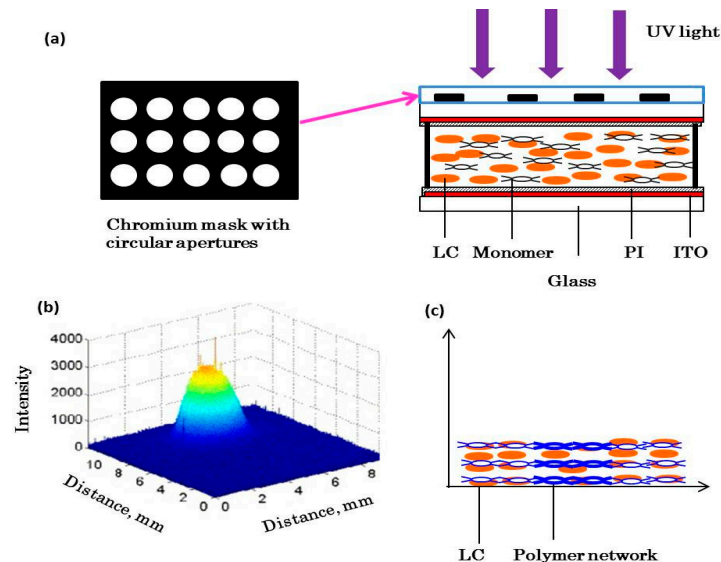 (a)
UV light
Chromium mask with
circular apertures
LC
Monomer
PI
ITO
Glass
(b)
4000
3000
2000
1000
0
Intensity
10
8
6
4
2
0
Distance, mm
0
2
4
6
8
Distance, mm
(c)
LC
Polymer network